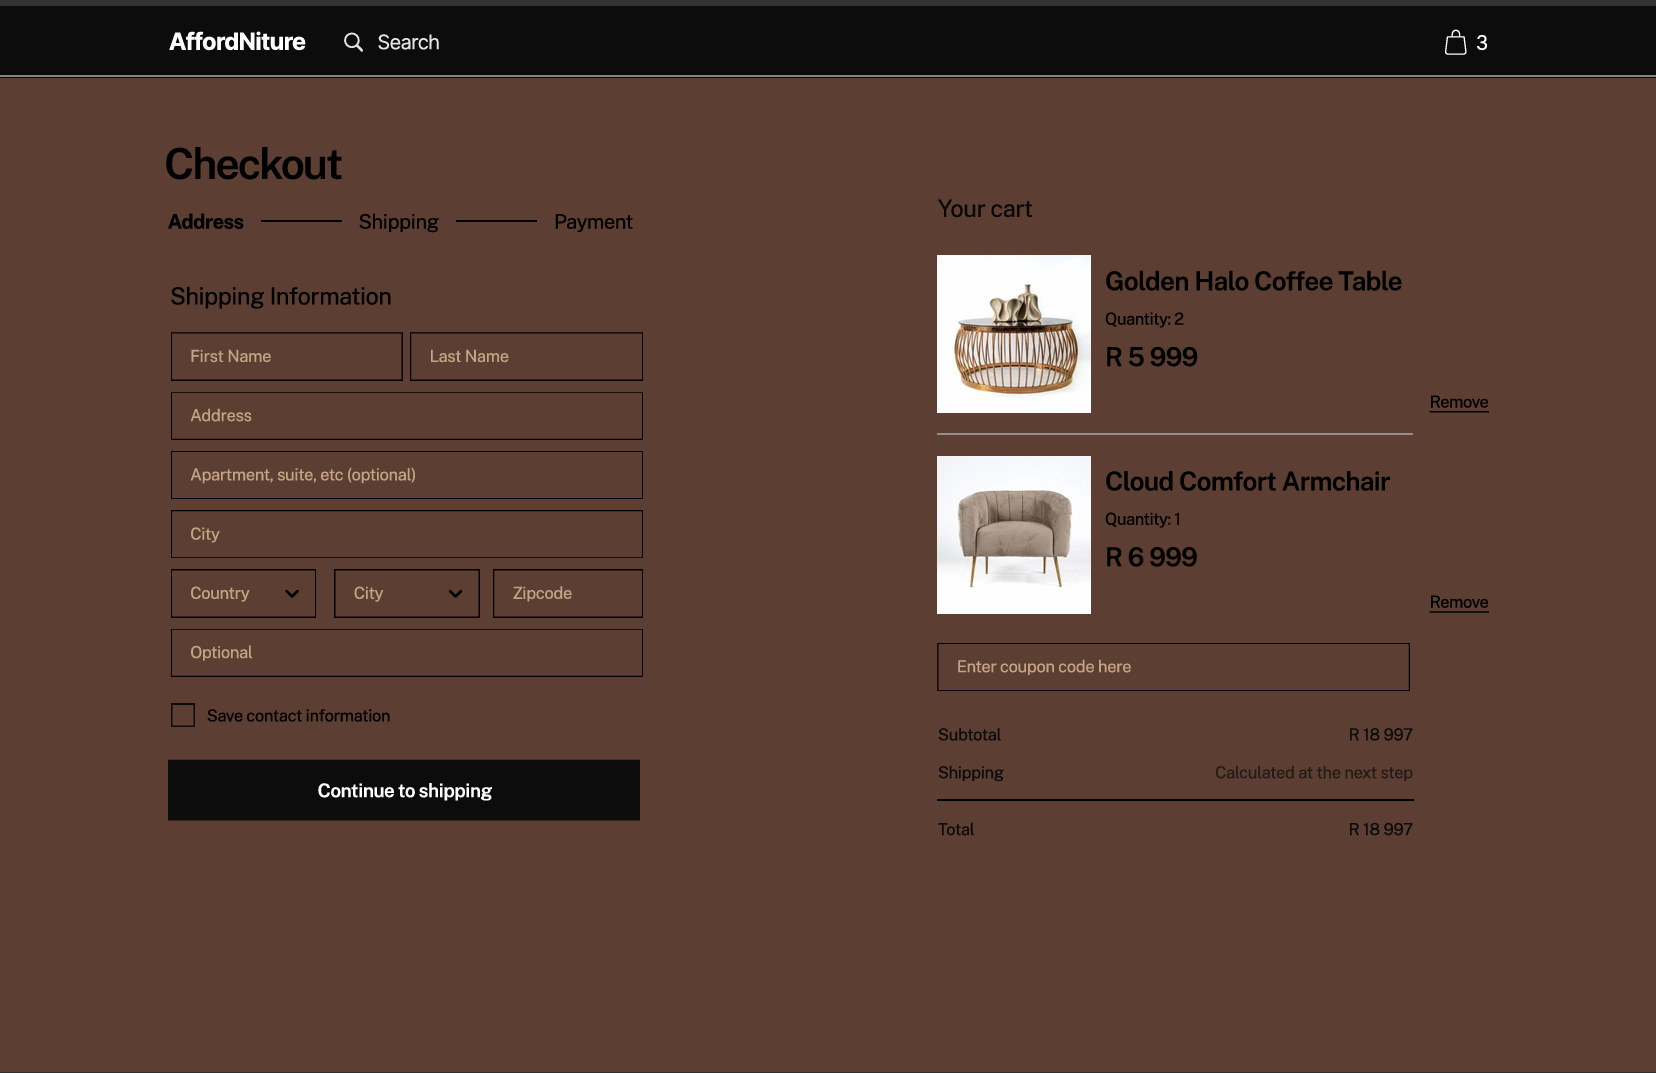 AffordNiture
Search
3
Checkout
Address
Shipping
Payment
Shipping Information
First Name
Last Name
Address
Apartment, suite, etc (optional)
City
Country
City
Zipcode
Optional
Save contact information
Continue to shipping
Your cart
Golden Halo Coffee Table
Quantity: 2
R 5 999
Remove
Cloud Comfort Armchair
Quantity: 1
R 6 999
Remove
Enter coupon code here
Subtotal R 18 997
Shipping Calculated at the next step
Total R 18 997